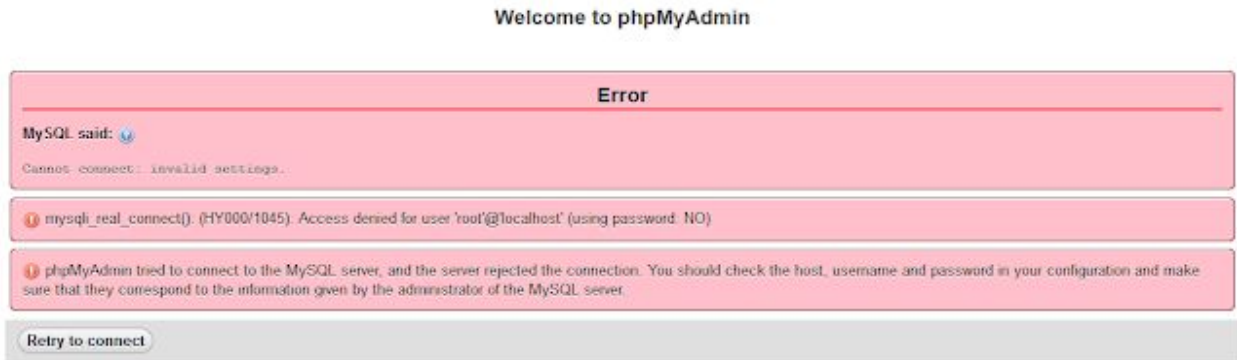 Welcome to phpMyAdmin
Error
MySQL said:
Cannot connect: invalid settings.
mysqli_real_connect(): (HY000/1045): Access denied for user 'root'@'localhost' (using password: NO)
phpMyAdmin tried to connect to the MySQL server, and the server rejected the connection. You should check the host, username and password in your configuration and make
sure that they correspond to the information given by the administrator of the MySQL server.
Retry to connect